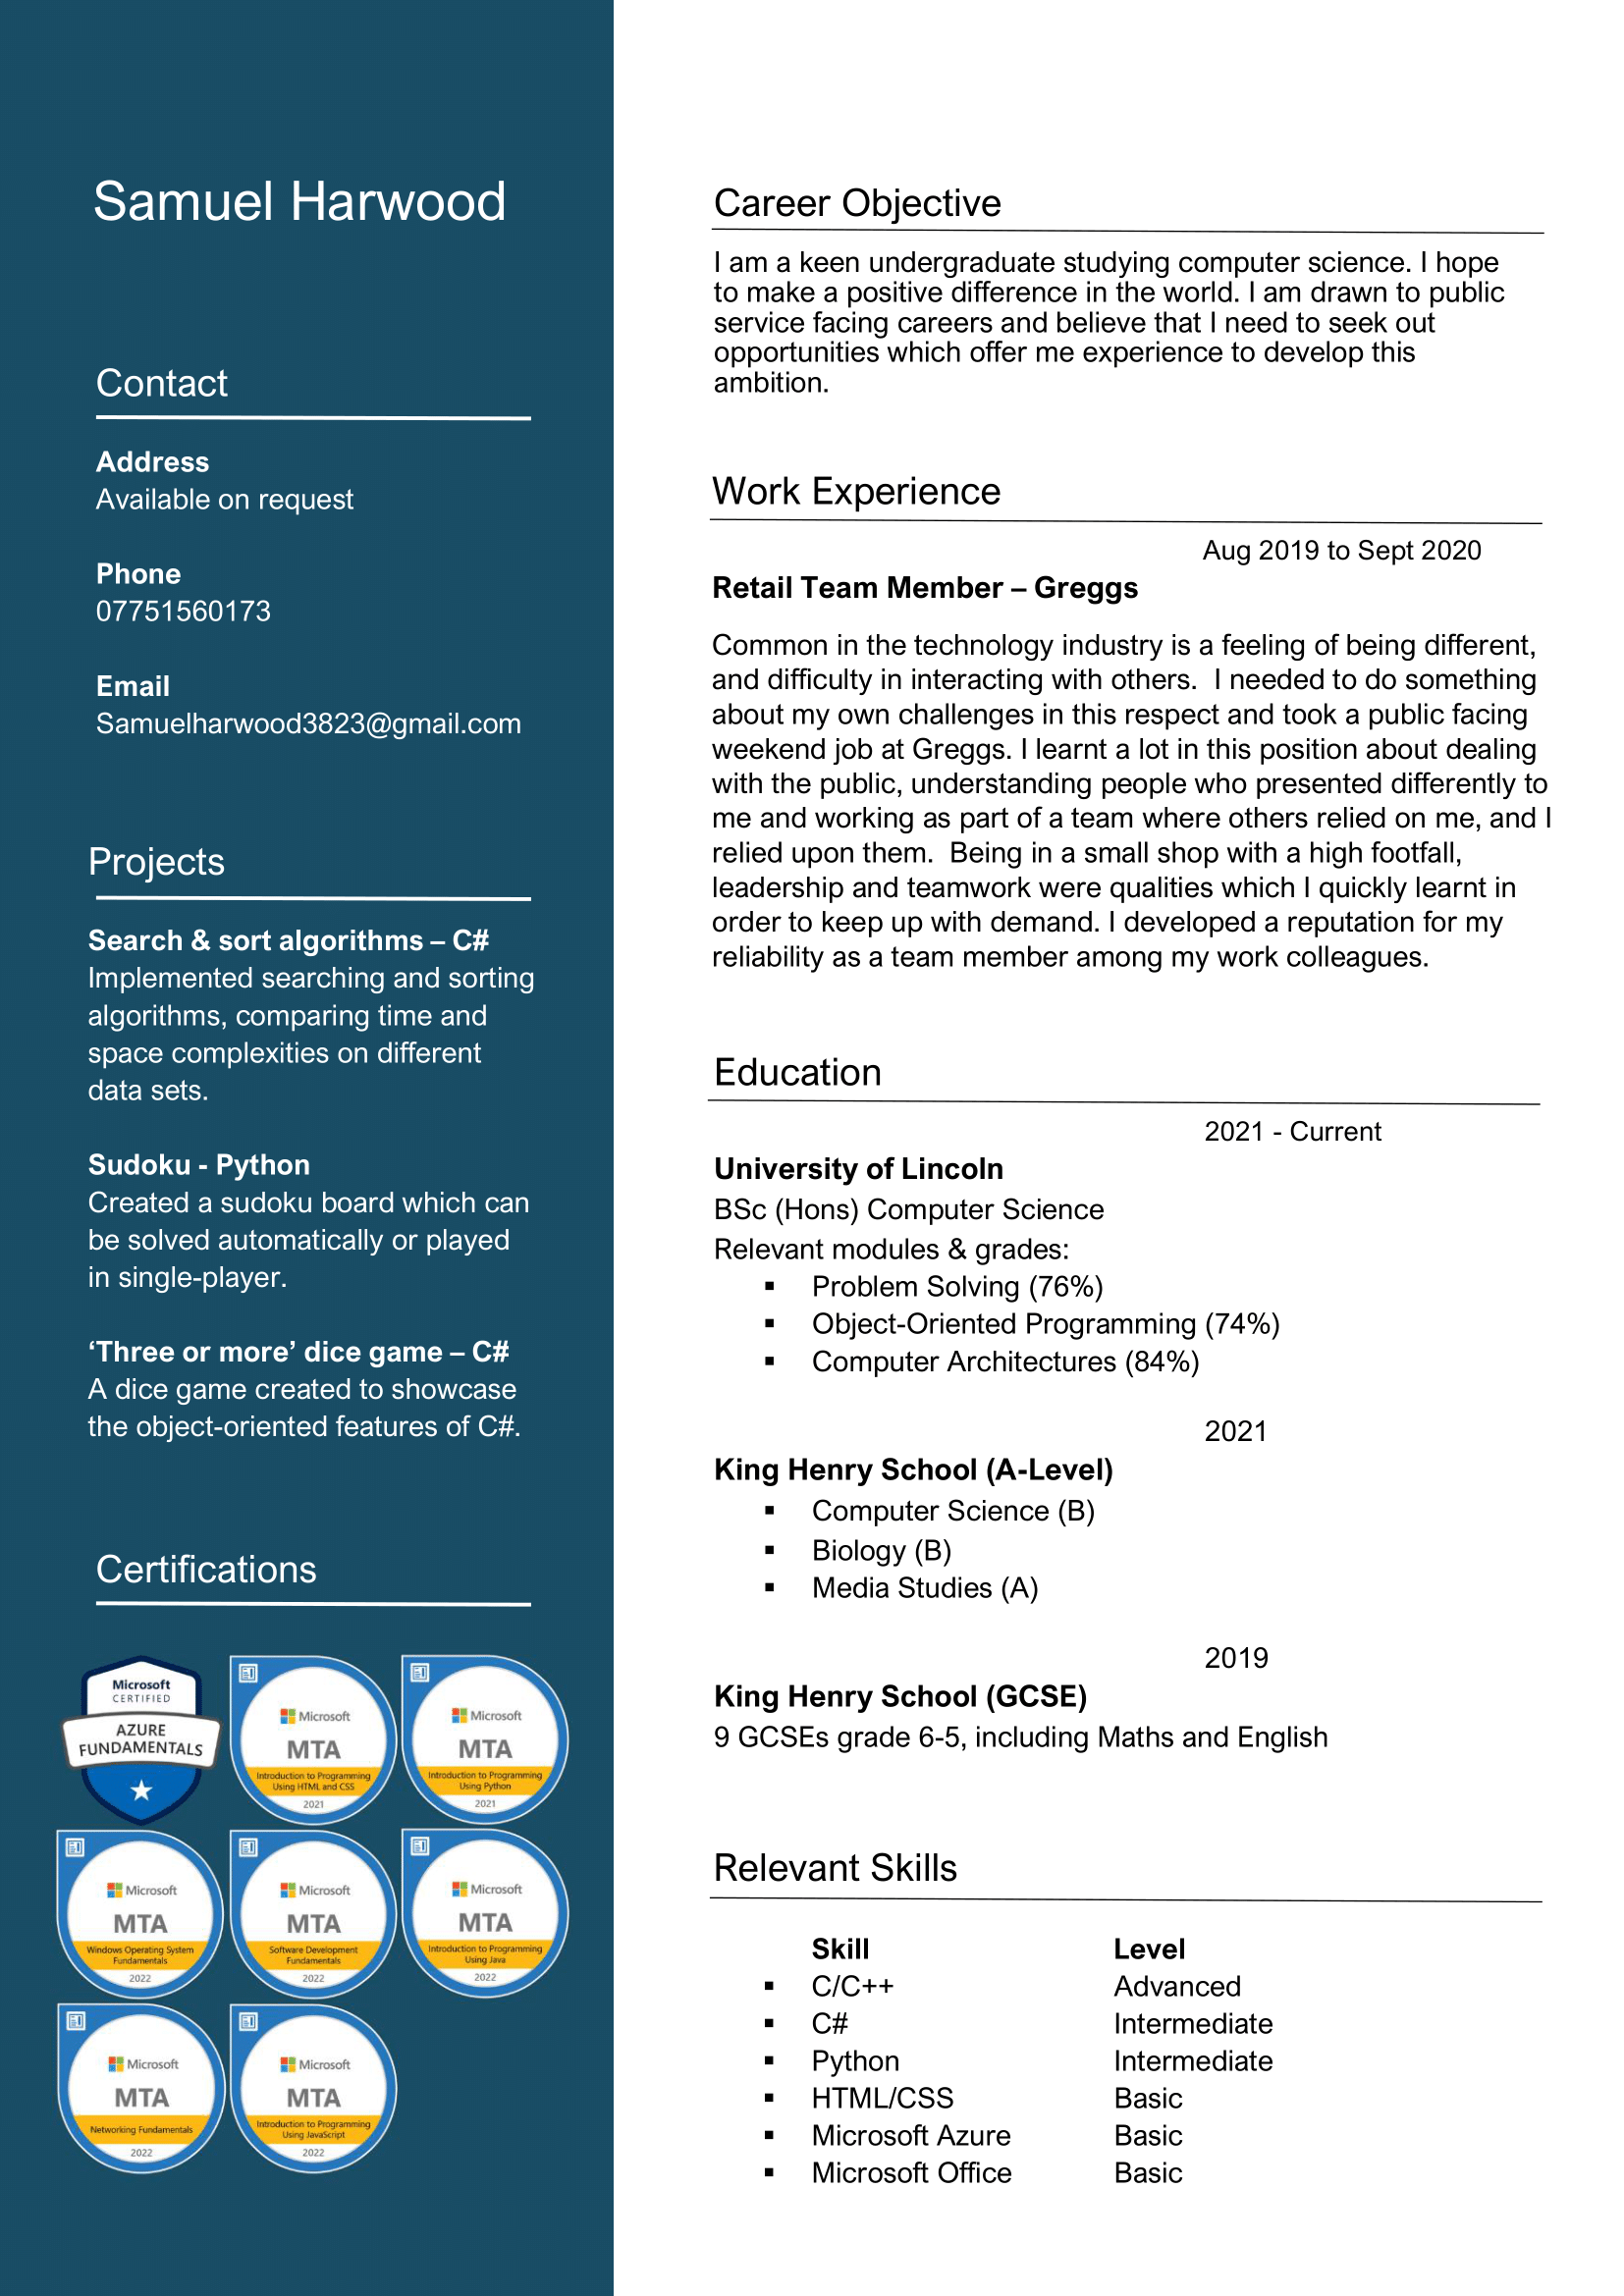 Samuel Harwood
Contact
Address
Available on request
Phone
07751560173
Email
Samuelharwood3823@gmail.com
Projects
Search & sort algorithms – C#
Implemented searching and sorting
algorithms, comparing time and
space complexities on different
data sets.
Sudoku - Python
Created a sudoku board which can
be solved automatically or played
in single-player.
‘Three or more’ dice game – C#
A dice game created to showcase
the object-oriented features of C#.
Certifications
Microsoft
CERTIFIED
AZURE
FUNDAMENTALS
Microsoft
MTA
Introduction to Programming
Using HTML and CSS
2021
Microsoft
MTA
Introduction to Programming
Using Python
2021
Microsoft
MTA
Windows Operating System
Fundamentals
2022
Microsoft
MTA
Software Development
Fundamentals
2022
Microsoft
MTA
Introduction to Programming
Using Java
2022
Microsoft
MTA
Networking Fundamentals
2022
Microsoft
MTA
Introduction to Programming
Using JavaScript
2022
Career Objective
I am a keen undergraduate studying computer science. I hope
to make a positive difference in the world. I am drawn to public
service facing careers and believe that I need to seek out
opportunities which offer me experience to develop this
ambition.
Work Experience
Aug 2019 to Sept 2020
Retail Team Member – Greggs
Common in the technology industry is a feeling of being different,
and difficulty in interacting with others.  I needed to do something
about my own challenges in this respect and took a public facing
weekend job at Greggs. I learnt a lot in this position about dealing
with the public, understanding people who presented differently to
me and working as part of a team where others relied on me, and I
relied upon them.  Being in a small shop with a high footfall,
leadership and teamwork were qualities which I quickly learnt in
order to keep up with demand. I developed a reputation for my
reliability as a team member among my work colleagues.
Education
2021 - Current
University of Lincoln
BSc (Hons) Computer Science
Relevant modules & grades:
▪ Problem Solving (76%)
▪ Object-Oriented Programming (74%)
▪ Computer Architectures (84%)
2021
King Henry School (A-Level)
▪ Computer Science (B)
▪ Biology (B)
▪ Media Studies (A)
2019
King Henry School (GCSE)
9 GCSEs grade 6-5, including Maths and English
Relevant Skills
Skill Level
▪ C/C++ Advanced
▪ C# Intermediate
▪ Python Intermediate
▪ HTML/CSS Basic
▪ Microsoft Azure Basic
▪ Microsoft Office Basic